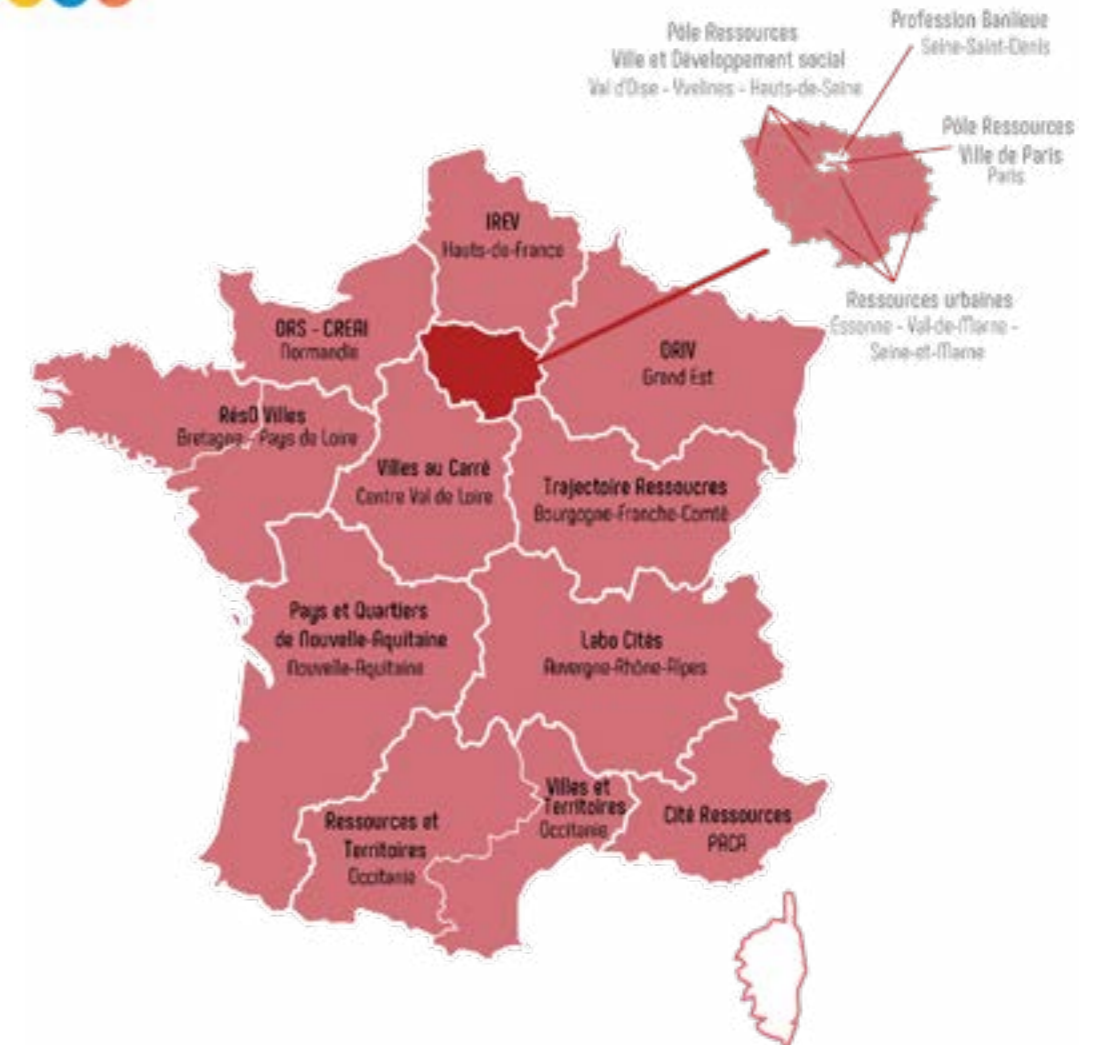 Pôle Ressources
Ville et Développement social
Val d'Oise - Yvelines - Hauts-de-Seine
Profession Banlieue
Seine-Saint-Denis
Pôle Ressources
Ville de Paris
Paris
Ressources urbaines
Essonne - Val-de-Marne -
Seine-et-Marne
IREV
Hauts-de-France
ORS - CREAI
Normandie
ORIV
Grand Est
RésO Villes
Bretagne - Pays de Loire
Villes au Carré
Centre Val de Loire
Trajectoire Ressoucres
Bourgogne-Franche-Comté
Pays et Quartiers
de Nouvelle-Aquitaine
Nouvelle-Aquitaine
Labo Cités
Auvergne-Rhône-Alpes
Villes et
Territoires
Occitanie
Cité Ressources
PACA
Ressources et
Territoires
Occitanie